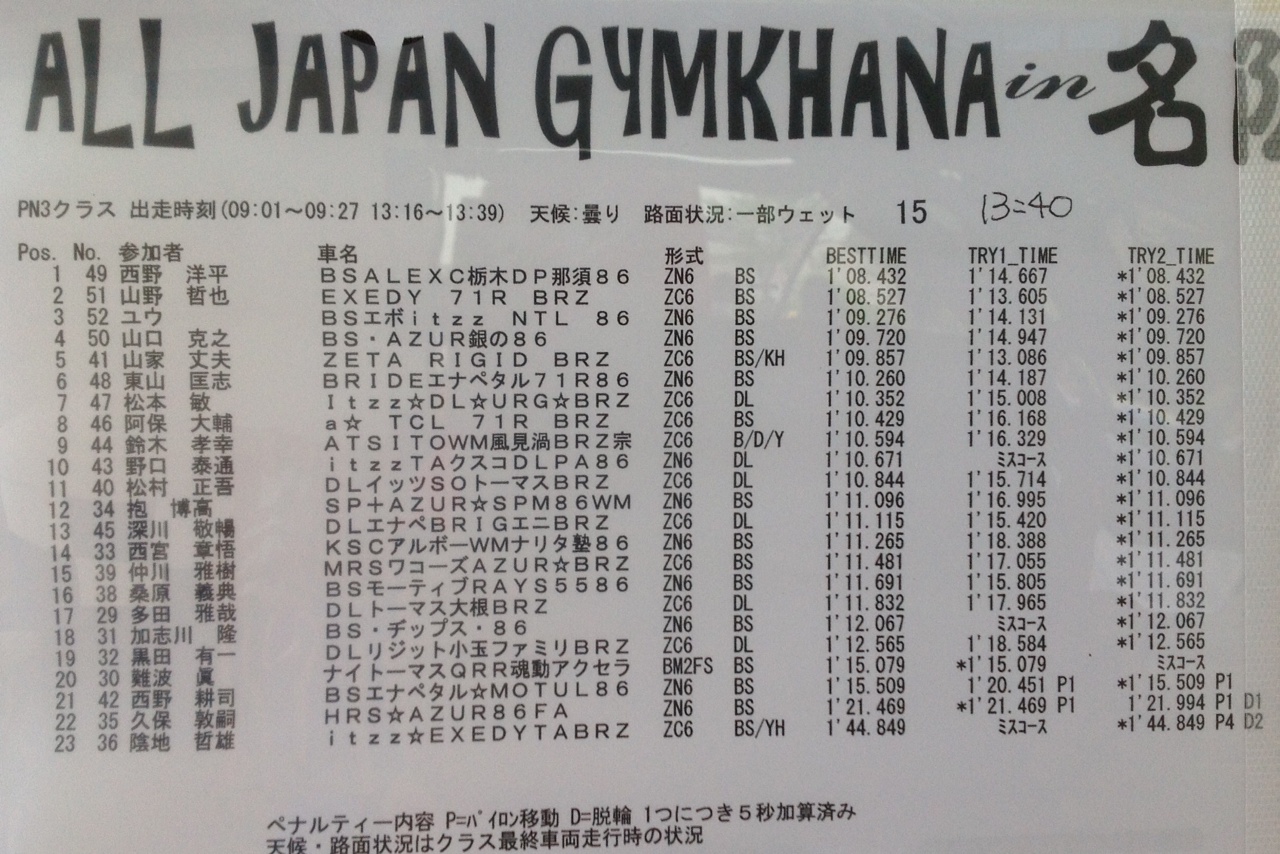 ALL JAPAN GYMKHANA in 名
PN3クラス 出走時刻(09:01～09:27 13:16～13:39) 天候:曇り 路面状況:一部ウェット 15 13:40
Pos. No. 参加者 車名 形式 BESTTIME TRY1_TIME TRY2_TIME
1 49 西野 洋平 BSALEXC栃木DP那須86 ZN6 BS 1'08.432 1'14.667 *1'08.432
2 51 山野 哲也 EXEDY 71R BRZ ZC6 BS 1'08.527 1'13.605 *1'08.527
3 52 ユウ BSエボitzz NTL 86 ZN6 BS 1'09.276 1'14.131 *1'09.276
4 50 山口 克之 BS・AZUR銀の86 ZN6 BS 1'09.720 1'14.947 *1'09.720
5 41 山家 丈夫 ZETA RIGID BRZ ZC6 BS/KH 1'09.857 1'13.086 *1'09.857
6 48 東山 匡志 BRIDEエナペタル71R86 ZN6 BS 1'10.260 1'14.187 *1'10.260
7 47 松本 敏 Itzz☆DL☆URG☆BRZ ZC6 DL 1'10.352 1'15.008 *1'10.352
8 46 阿保 大輔 a☆ TCL 71R BRZ ZC6 BS 1'10.429 1'16.168 *1'10.429
9 44 鈴木 孝幸 ATSITOWM風見渦BRZ宗 ZC6 B/D/Y 1'10.594 1'16.329 *1'10.594
10 43 野口 泰通 itzzTAクスコDLPA86 ZN6 DL 1'10.671 ミスコース *1'10.671
11 40 松村 正吾 DLイッツSOトーマスBRZ ZC6 DL 1'10.844 1'15.714 *1'10.844
12 34 抱 博高 SP+AZUR☆SPM86WM ZN6 BS 1'11.096 1'16.995 *1'11.096
13 45 深川 敬暢 DLエナペBRIGエニBRZ ZC6 DL 1'11.115 1'15.420 *1'11.115
14 33 西宮 章悟 KSCアルボーWMナリタ塾86 ZN6 BS 1'11.265 1'18.388 *1'11.265
15 39 仲川 雅樹 MRSワコーズAZUR☆BRZ ZC6 BS 1'11.481 1'17.055 *1'11.481
16 38 桑原 義典 BSモーティブRAYS5586 ZN6 BS 1'11.691 1'15.805 *1'11.691
17 29 多田 雅哉 DLトーマス大根BRZ ZC6 DL 1'11.832 1'17.965 *1'11.832
18 31 加志川 隆 BS・ヂップス・86 ZN6 BS 1'12.067 ミスコース *1'12.067
19 32 黒田 有一 DLリジット小玉ファミリBRZ ZC6 DL 1'12.565 1'18.584 *1'12.565
20 30 難波 眞 ナイトーマスQRR魂動アクセラ BM2FS BS 1'15.079 *1'15.079 ミスコース
21 42 西野 耕司 BSエナペタル☆MOTUL86 ZN6 BS 1'15.509 1'20.451 P1 *1'15.509 P1
22 35 久保 敦嗣 HRS☆AZUR86FA ZN6 BS 1'21.469 *1'21.469 P1 1'21.994 P1 D1
23 36 陰地 哲雄 itzz☆EXEDYTABRZ ZC6 BS/YH 1'44.849 ミスコース *1'44.849 P4 D2
ペナルティー内容 P=パイロン移動 D=脱輪 1つにつき5秒加算済み
天候・路面状況はクラス最終車両走行時の状況